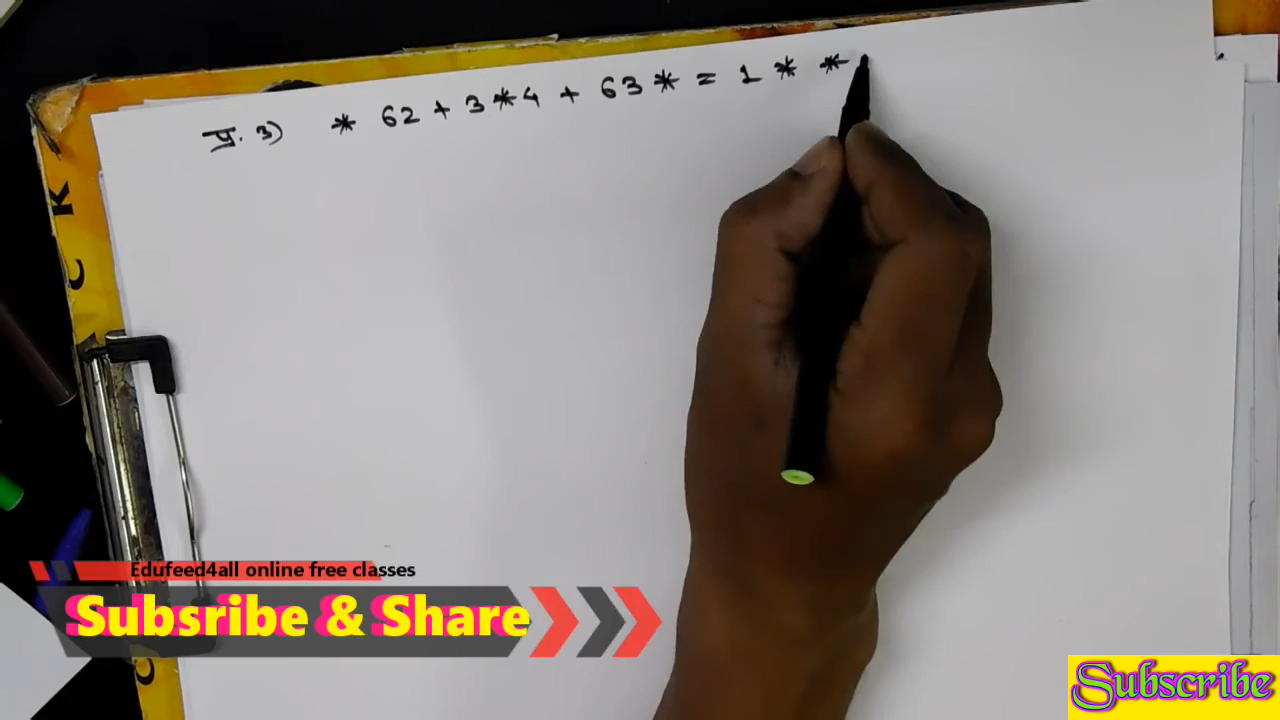 प्र. 3) * 62 + 3*4 + 63* = 1 * *
Edufeed4all online free classes
Subsribe & Share
Subscribe